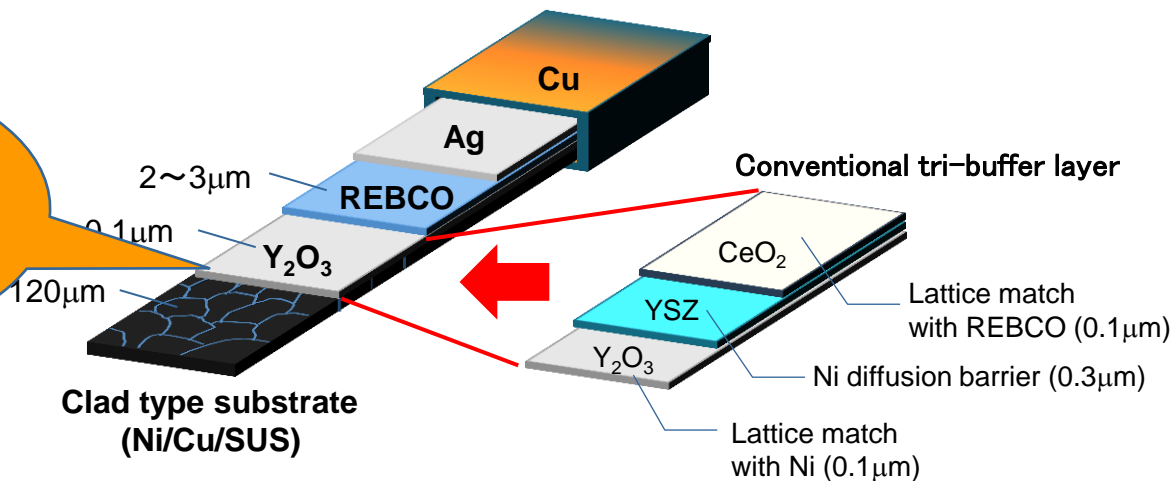 Cu
Ag
2～3μm
REBCO
0.1μm
Y₂O₃
120μm
Clad type substrate
(Ni/Cu/SUS)
Conventional tri-buffer layer
CeO₂
Lattice match
with REBCO (0.1μm)
YSZ
Ni diffusion barrier (0.3μm)
Y₂O₃
Lattice match
with Ni (0.1μm)